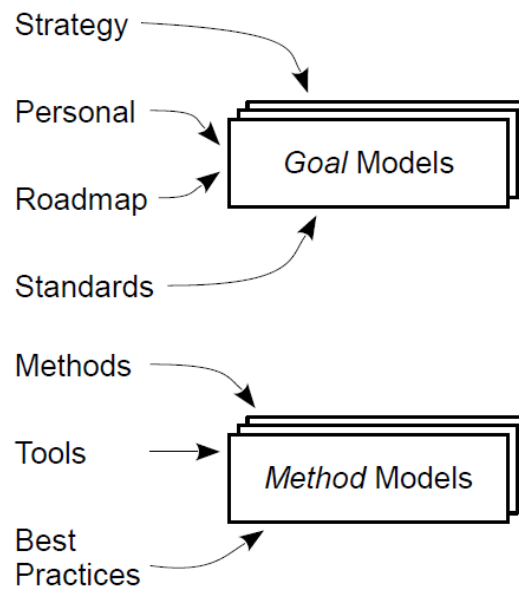 Strategy
Personal
Goal Models
Roadmap
Standards
Methods
Tools
Method Models
Best
Practices